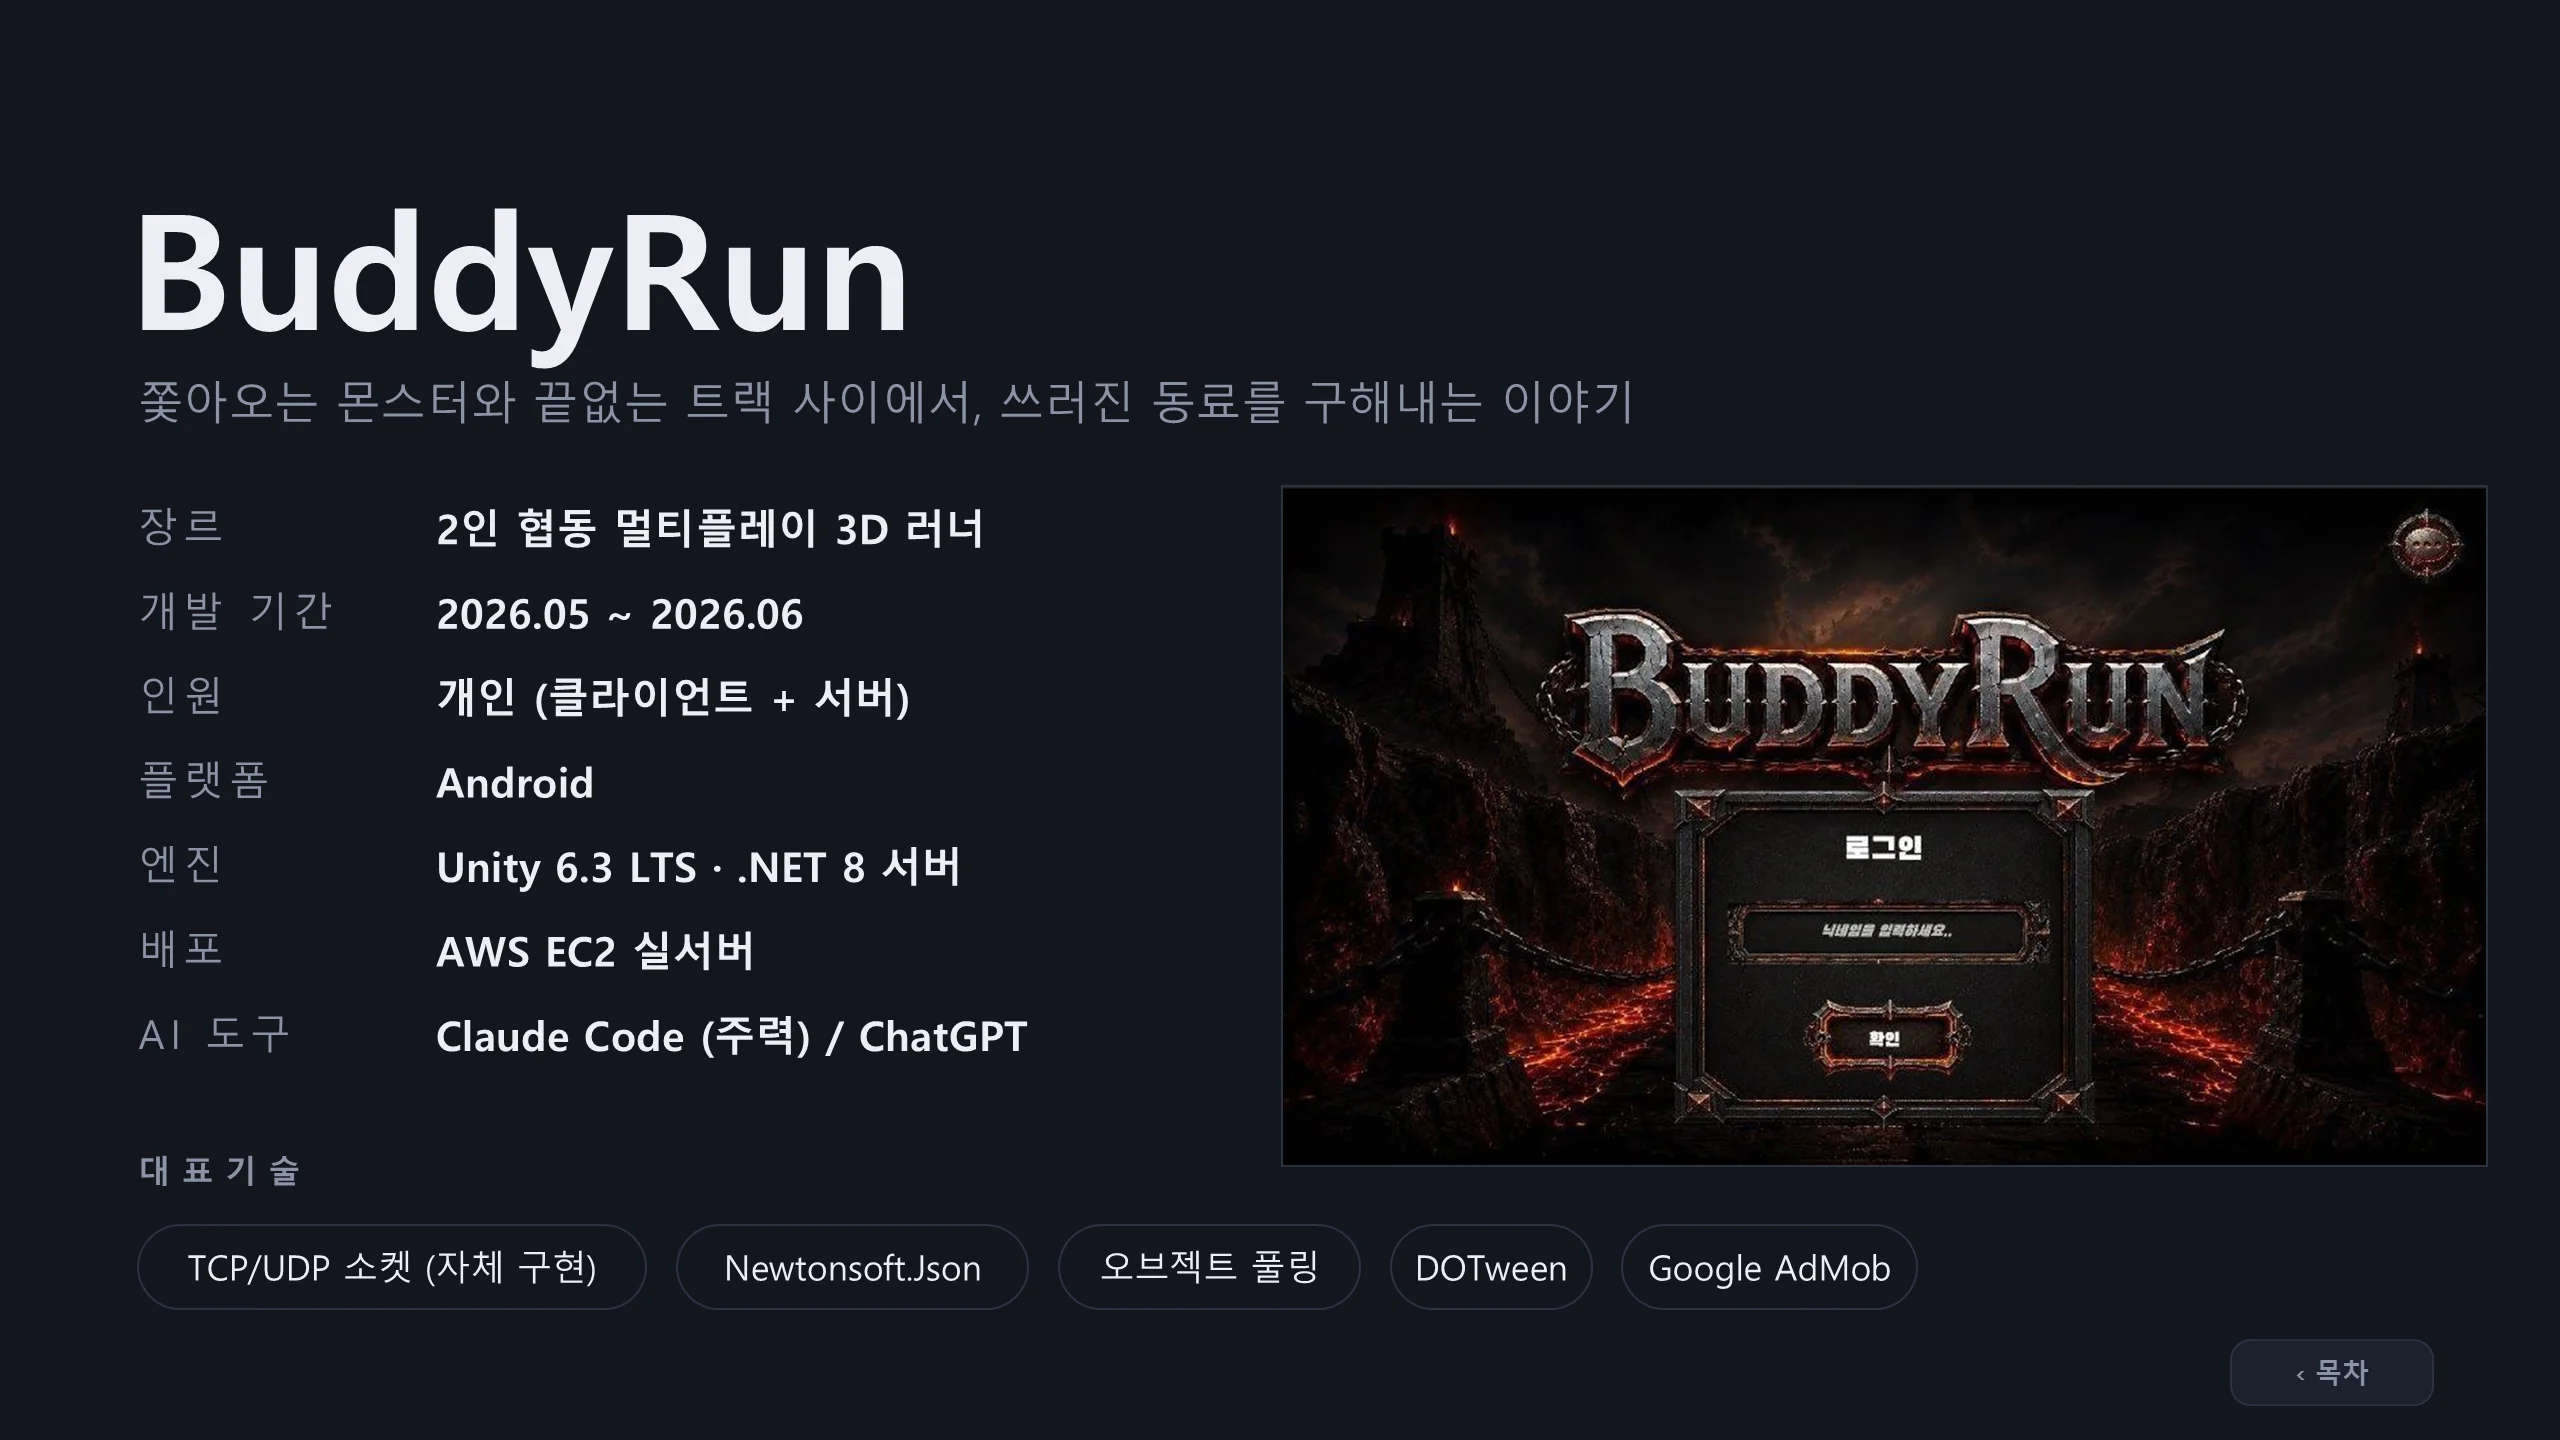 BuddyRun
쫓아오는 몬스터와 끝없는 트랙 사이에서, 쓰러진 동료를 구해내는 이야기
장르 2인 협동 멀티플레이 3D 러너
개발 기간 2026.05 ~ 2026.06
인원 개인 (클라이언트 + 서버)
플랫폼 Android
엔진 Unity 6.3 LTS · .NET 8 서버
배포 AWS EC2 실서버
AI 도구 Claude Code (주력) / ChatGPT
BUDDYRUN
로그인
닉네임을 입력하세요..
확인
대표기술
TCP/UDP 소켓 (자체 구현)
Newtonsoft.Json
오브젝트 풀링
DOTween
Google AdMob
‹ 목차